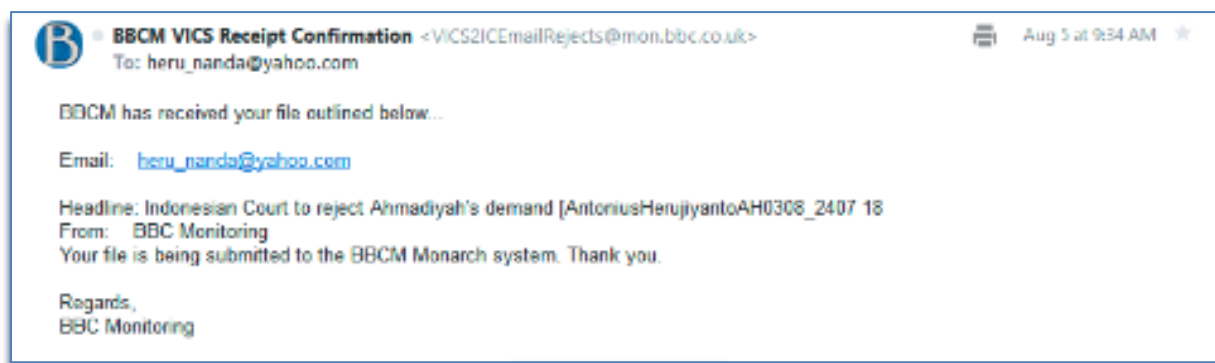 B
BBCM VICS Receipt Confirmation <VICS2ICEmailRejects@mon.bbc.co.uk>
Aug 5 at 9:34 AM
To: heru_nanda@yahoo.com
BBCM has received your file outlined below...
Email: heru_nanda@yahoo.com
Headline: Indonesian Court to reject Ahmadiyah's demand [AntoniusHerujiyantoAH0308_2407 18
From: BBC Monitoring
Your file is being submitted to the BBCM Monarch system. Thank you.
Regards,
BBC Monitoring